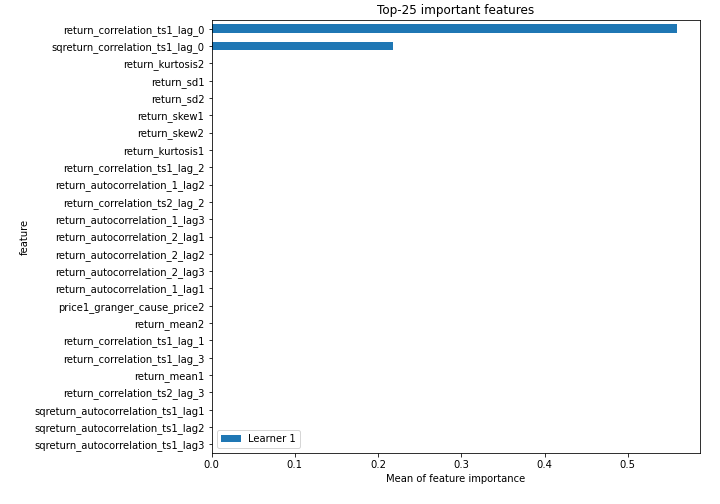 Top-25 important features
return_correlation_ts1_lag_0
sqreturn_correlation_ts1_lag_0
return_kurtosis2
return_sd1
return_sd2
return_skew1
return_skew2
return_kurtosis1
return_correlation_ts1_lag_2
return_autocorrelation_1_lag2
return_correlation_ts2_lag_2
return_autocorrelation_1_lag3
return_autocorrelation_2_lag1
return_autocorrelation_2_lag2
return_autocorrelation_2_lag3
return_autocorrelation_1_lag1
price1_granger_cause_price2
return_mean2
return_correlation_ts1_lag_1
return_correlation_ts1_lag_3
return_mean1
return_correlation_ts2_lag_3
sqreturn_autocorrelation_ts1_lag1
sqreturn_autocorrelation_ts1_lag2
sqreturn_autocorrelation_ts1_lag3
feature
Learner 1
0.0 0.1 0.2 0.3 0.4 0.5
Mean of feature importance